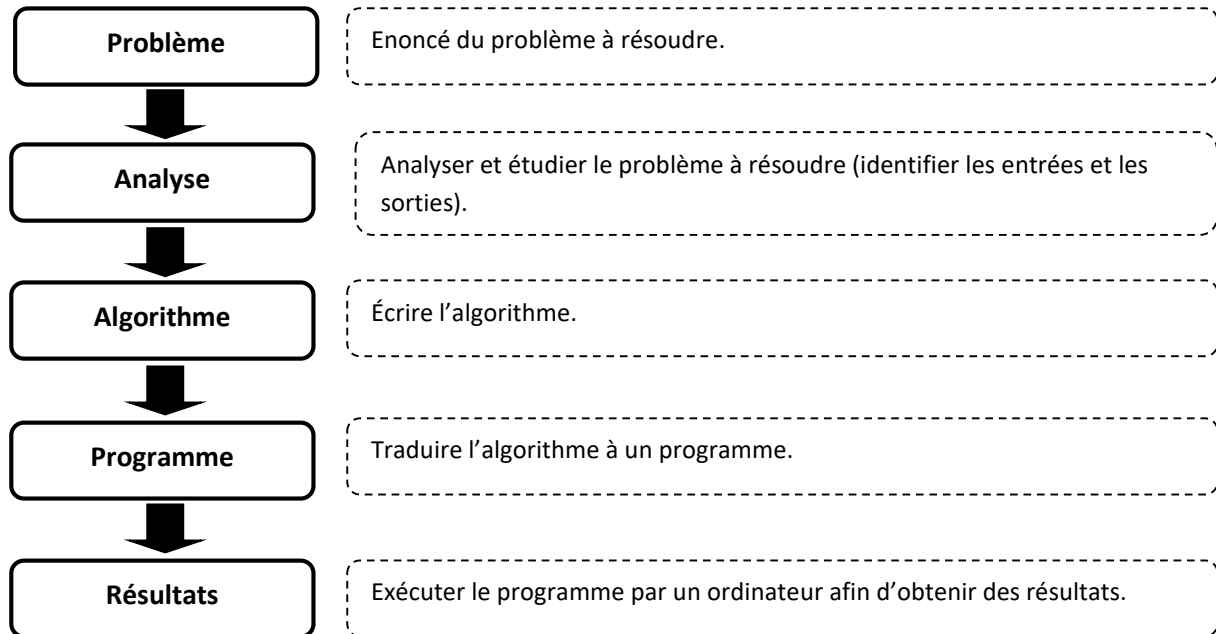 Problème
Enoncé du problème à résoudre.
Analyse
Analyser et étudier le problème à résoudre (identifier les entrées et les
sorties).
Algorithme
Écrire l’algorithme.
Programme
Traduire l’algorithme à un programme.
Résultats
Exécuter le programme par un ordinateur afin d’obtenir des résultats.